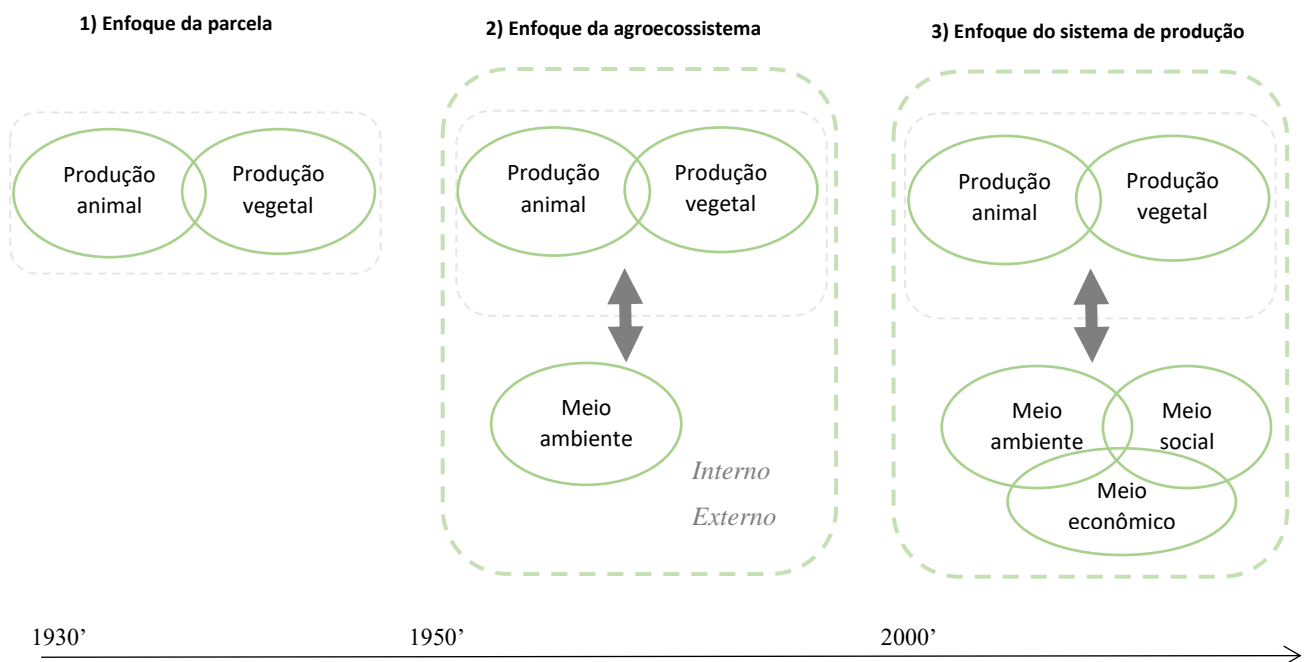 1) Enfoque da parcela
2) Enfoque da agroecossistema
3) Enfoque do sistema de produção
Produção
animal
Produção
vegetal
Produção
animal
Produção
vegetal
Produção
animal
Produção
vegetal
Meio
ambiente
Interno
Externo
Meio
ambiente
Meio
social
Meio
econômico
1930’
1950’
2000’